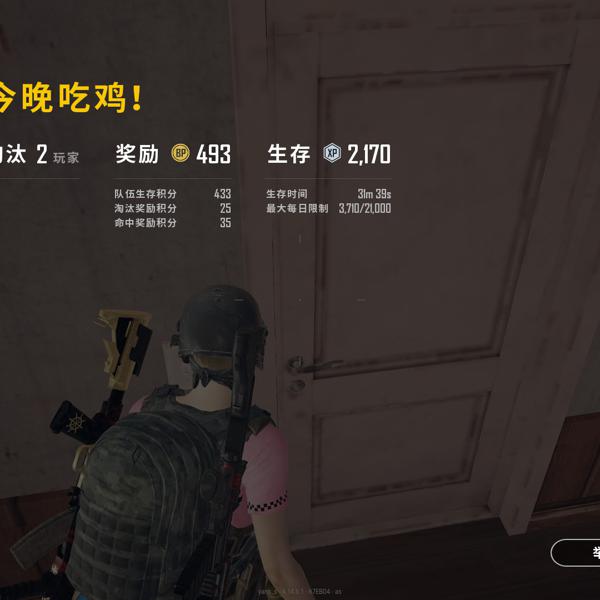 今晚吃鸡!
淘汰 2 玩家
奖励 BP 493
生存 XP 2,170
队伍生存积分 433
淘汰奖励积分 25
命中奖励积分 35
生存时间 31m 39s
最大每日限制 3,710/21,000